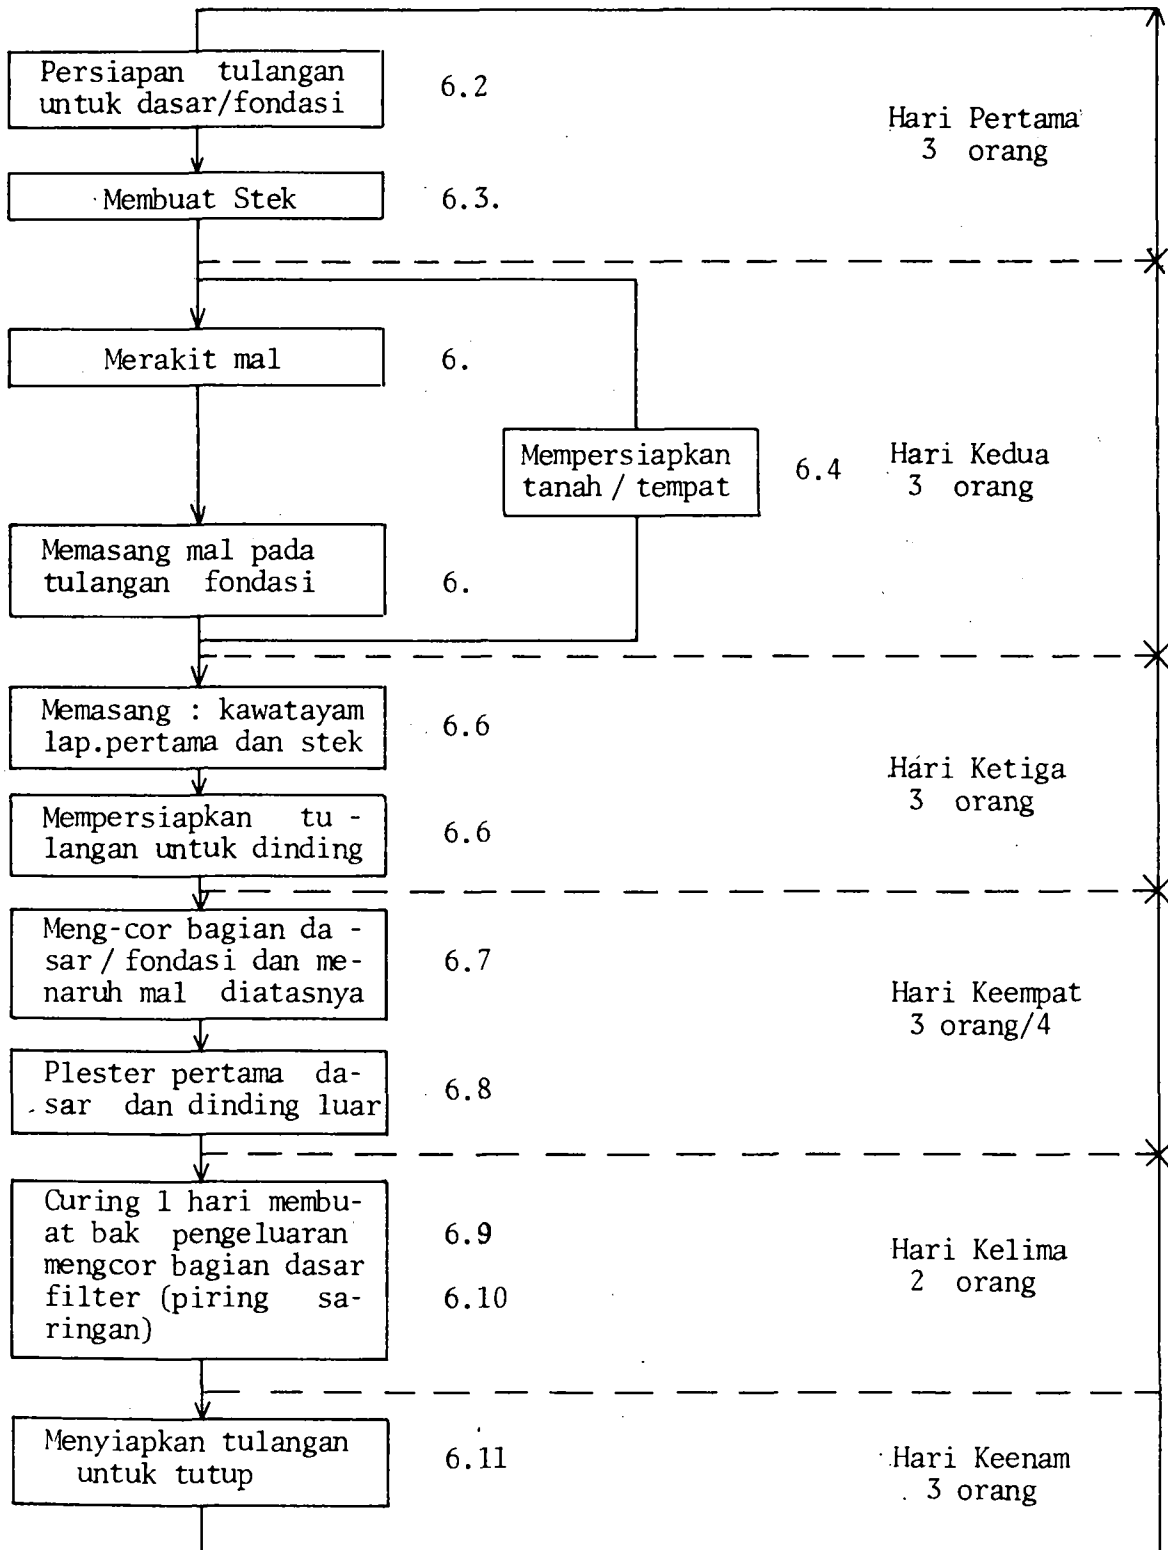 Persiapan tulangan
untuk dasar/fondasi
6.2
Hari Pertama
3 orang
Membuat Stek
6.3.
Merakit mal
6.
Mempersiapkan
tanah / tempat
6.4
Hari Kedua
3 orang
Memasang mal pada
tulangan fondasi
6.
Memasang : kawatayam
lap.pertama dan stek
6.6
Hari Ketiga
3 orang
Mempersiapkan tu -
langan untuk dinding
6.6
Meng-cor bagian da -
sar / fondasi dan me-
naruh mal diatasnya
6.7
Hari Keempat
3 orang/4
Plester pertama da-
sar dan dinding luar
6.8
Curing 1 hari membu-
at bak pengeluaran
mengcor bagian dasar
filter (piring sa-
ringan)
6.9
6.10
Hari Kelima
2 orang
Menyiapkan tulangan
untuk tutup
6.11
Hari Keenam
3 orang